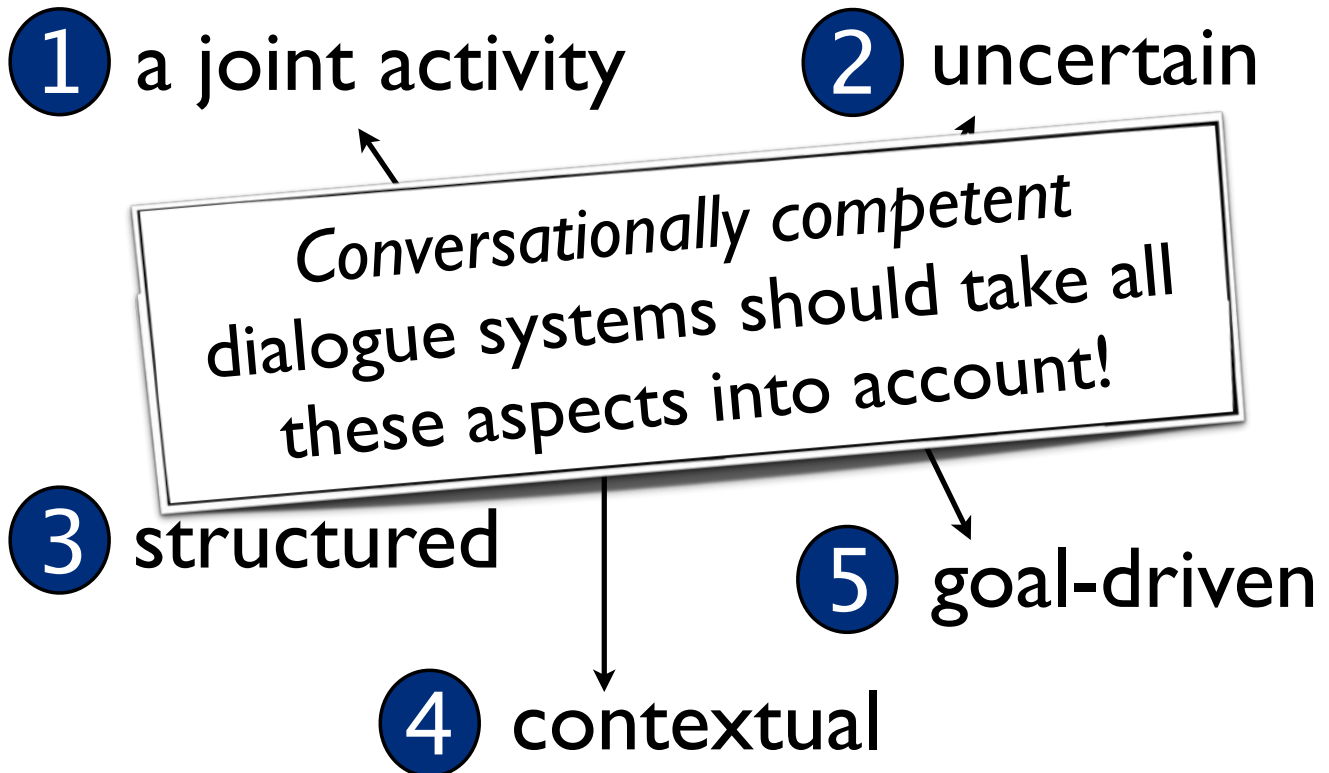 1 a joint activity
2 uncertain
Conversationally competent
dialogue systems should take all
these aspects into account!
3 structured
5 goal-driven
4 contextual